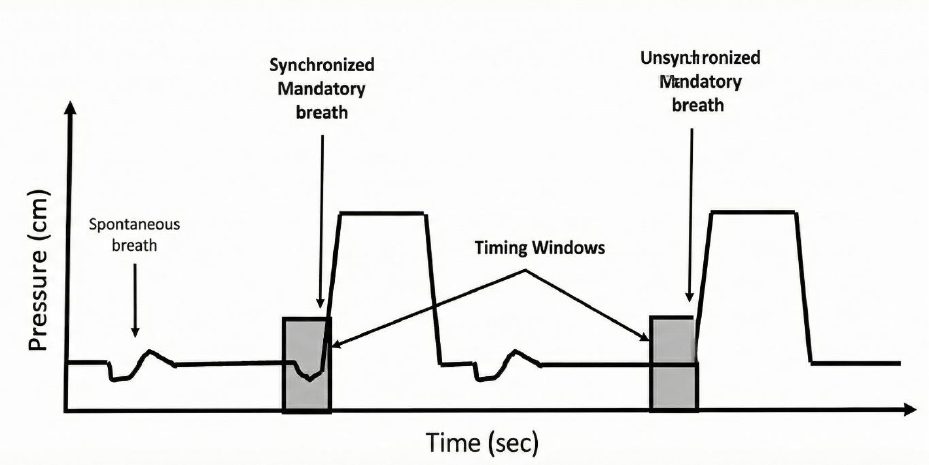 Synchronized
Mandatory
breath
Unsynchronized
Mandatory
breath
Spontaneous
breath
Timing Windows
Pressure (cm)
Time (sec)